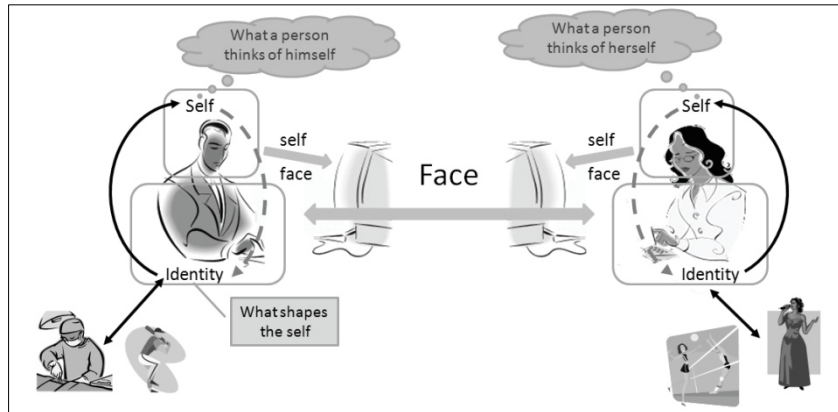 What a person
thinks of himself
What a person
thinks of herself
Self
Self
self
face
Face
self
face
Identity
Identity
What shapes
the self